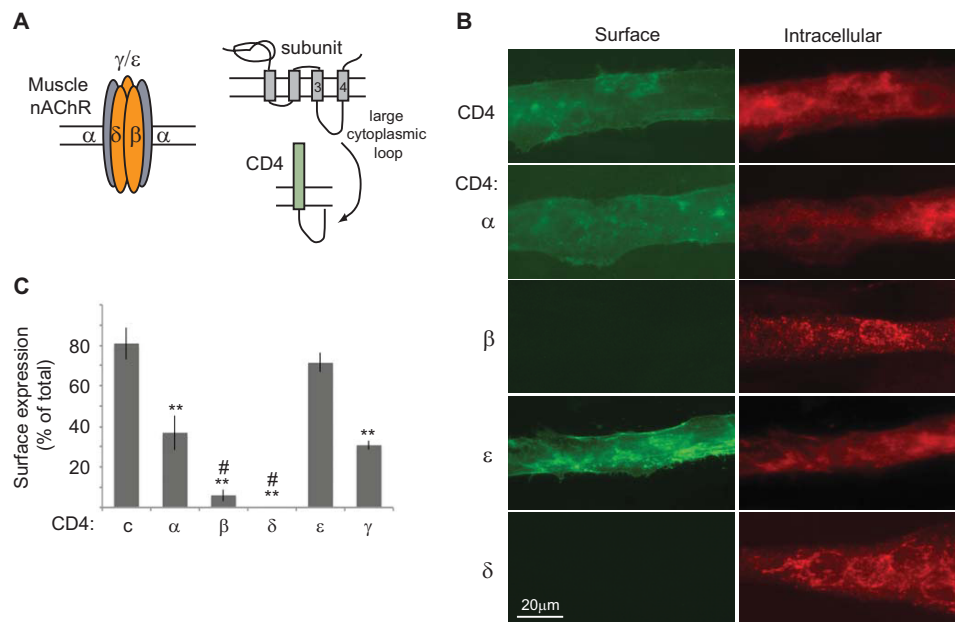 A
γ/ε
Muscle
nAChR
α δ β α
subunit
3 4
large
cytoplasmic
loop
CD4
B
Surface Intracellular
CD4
CD4:
α
β
ε
δ
20μm
C
Surface expression
(% of total)
80
60
40
20
**
#
**
#
**
**
CD4: c α β δ ε γ